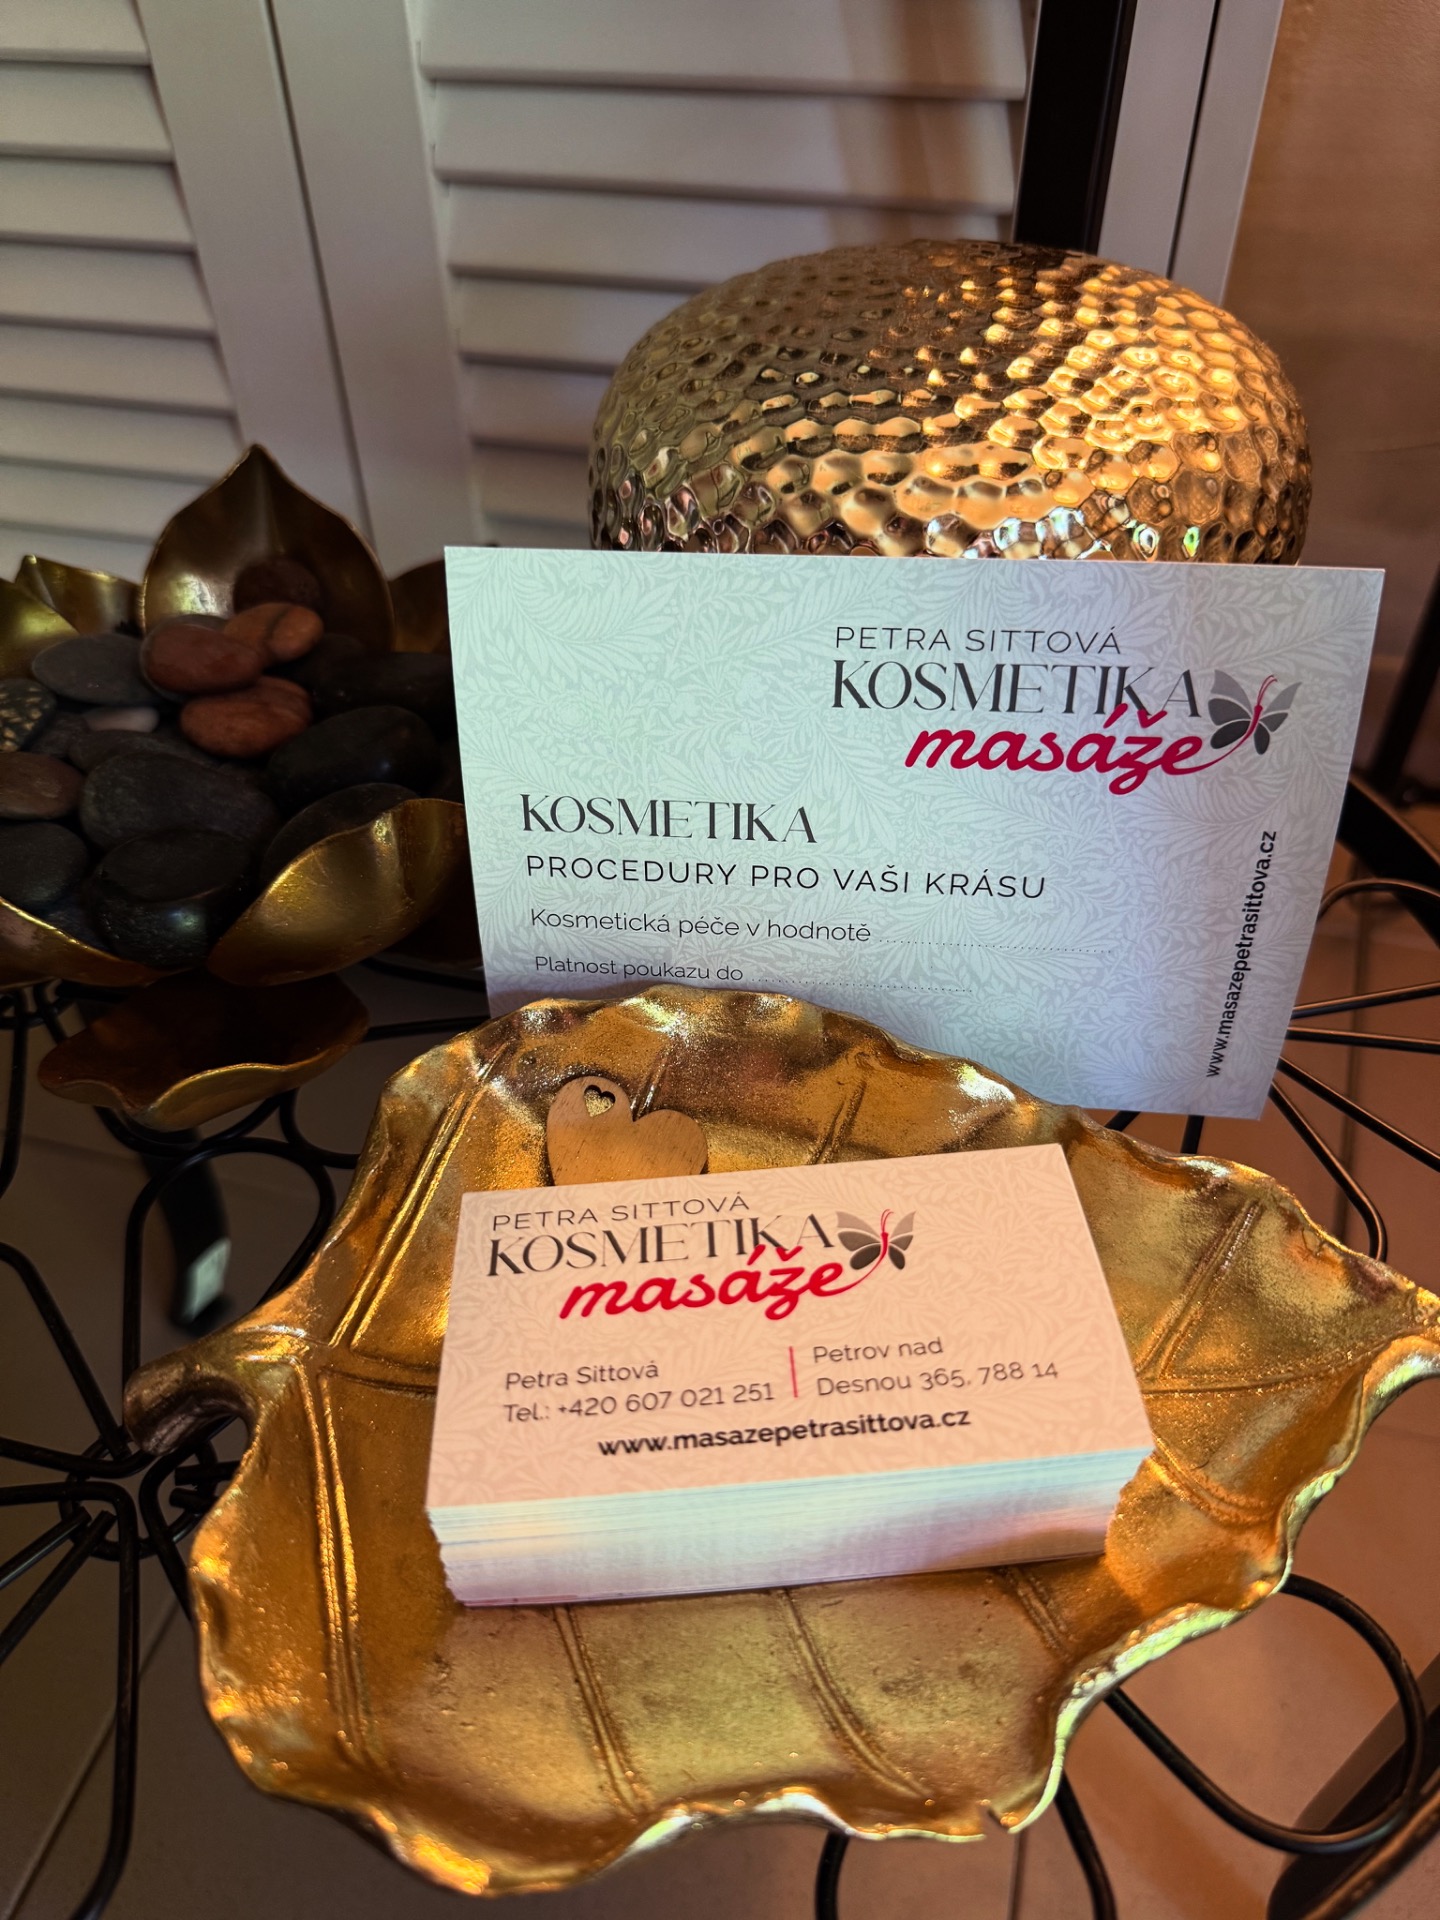 PETRA SITTOVÁ
KOSMETIKA
masáže
KOSMETIKA
PROCEDURY PRO VAŠI KRÁSU
Kosmetická péče v hodnotě ........................................
Platnost poukazu do ........................................
www.masazepetrasittova.cz
PETRA SITTOVÁ
KOSMETIKA
masáže
Petra Sittová
Tel.: +420 607 021 251
Petrov nad
Desnou 365, 788 14
www.masazepetrasittova.cz